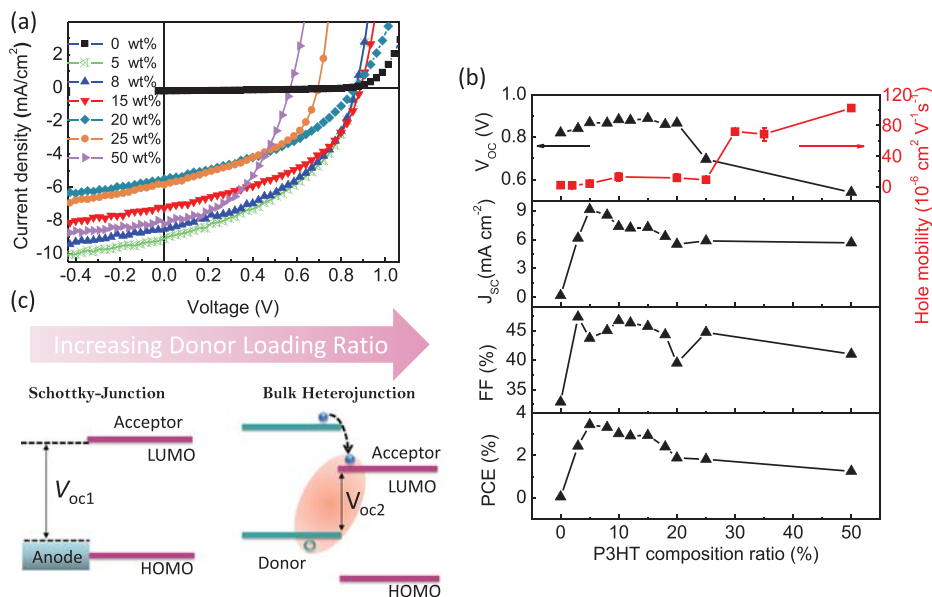 (a)
Current density (mA/cm²)
4
2
0
-2
-4
-6
-8
-10
0 wt%
5 wt%
8 wt%
15 wt%
20 wt%
25 wt%
50 wt%
-0.4 -0.2 0.0 0.2 0.4 0.6 0.8 1.0
Voltage (V)
(b)
V_OC (V)
1.0
0.8
0.6
120
80
40
0
Hole mobility (10⁻⁶ cm² V⁻¹s⁻¹)
J_SC (mA cm⁻²)
9
6
3
0
FF (%)
45
40
35
30
PCE (%)
4
2
0
0 10 20 30 40 50
P3HT composition ratio (%)
(c)
Increasing Donor Loading Ratio
Schottky-Junction
Acceptor
LUMO
V_oc1
Anode
HOMO
Bulk Heterojunction
Acceptor
LUMO
V_oc2
Donor
HOMO